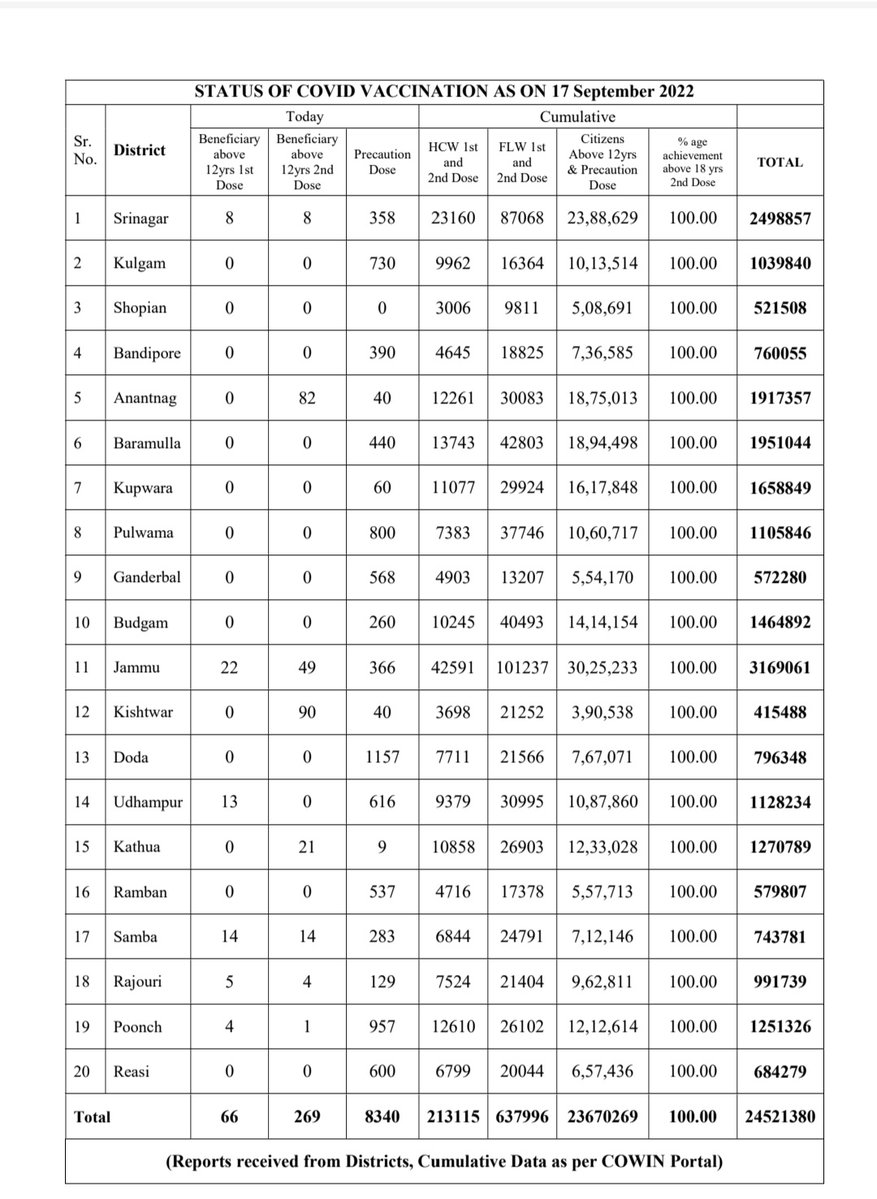 STATUS OF COVID VACCINATION AS ON 17 September 2022
Sr. No. District Today Cumulative
Beneficiary above 12yrs 1st Dose Beneficiary above 12yrs 2nd Dose Precaution Dose HCW 1st and 2nd Dose FLW 1st and 2nd Dose Citizens Above 12yrs & Precaution Dose % age achievement above 18 yrs 2nd Dose TOTAL
1 Srinagar 8 8 358 23160 87068 23,88,629 100.00 2498857
2 Kulgam 0 0 730 9962 16364 10,13,514 100.00 1039840
3 Shopian 0 0 0 3006 9811 5,08,691 100.00 521508
4 Bandipore 0 0 390 4645 18825 7,36,585 100.00 760055
5 Anantnag 0 82 40 12261 30083 18,75,013 100.00 1917357
6 Baramulla 0 0 440 13743 42803 18,94,498 100.00 1951044
7 Kupwara 0 0 60 11077 29924 16,17,848 100.00 1658849
8 Pulwama 0 0 800 7383 37746 10,60,717 100.00 1105846
9 Ganderbal 0 0 568 4903 13207 5,54,170 100.00 572280
10 Budgam 0 0 260 10245 40493 14,14,154 100.00 1464892
11 Jammu 22 49 366 42591 101237 30,25,233 100.00 3169061
12 Kishtwar 0 90 40 3698 21252 3,90,538 100.00 415488
13 Doda 0 0 1157 7711 21566 7,67,071 100.00 796348
14 Udhampur 13 0 616 9379 30995 10,87,860 100.00 1128234
15 Kathua 0 21 9 10858 26903 12,33,028 100.00 1270789
16 Ramban 0 0 537 4716 17378 5,57,713 100.00 579807
17 Samba 14 14 283 6844 24791 7,12,146 100.00 743781
18 Rajouri 5 4 129 7524 21404 9,62,811 100.00 991739
19 Poonch 4 1 957 12610 26102 12,12,614 100.00 1251326
20 Reasi 0 0 600 6799 20044 6,57,436 100.00 684279
Total 66 269 8340 213115 637996 23670269 100.00 24521380
(Reports received from Districts, Cumulative Data as per COWIN Portal)